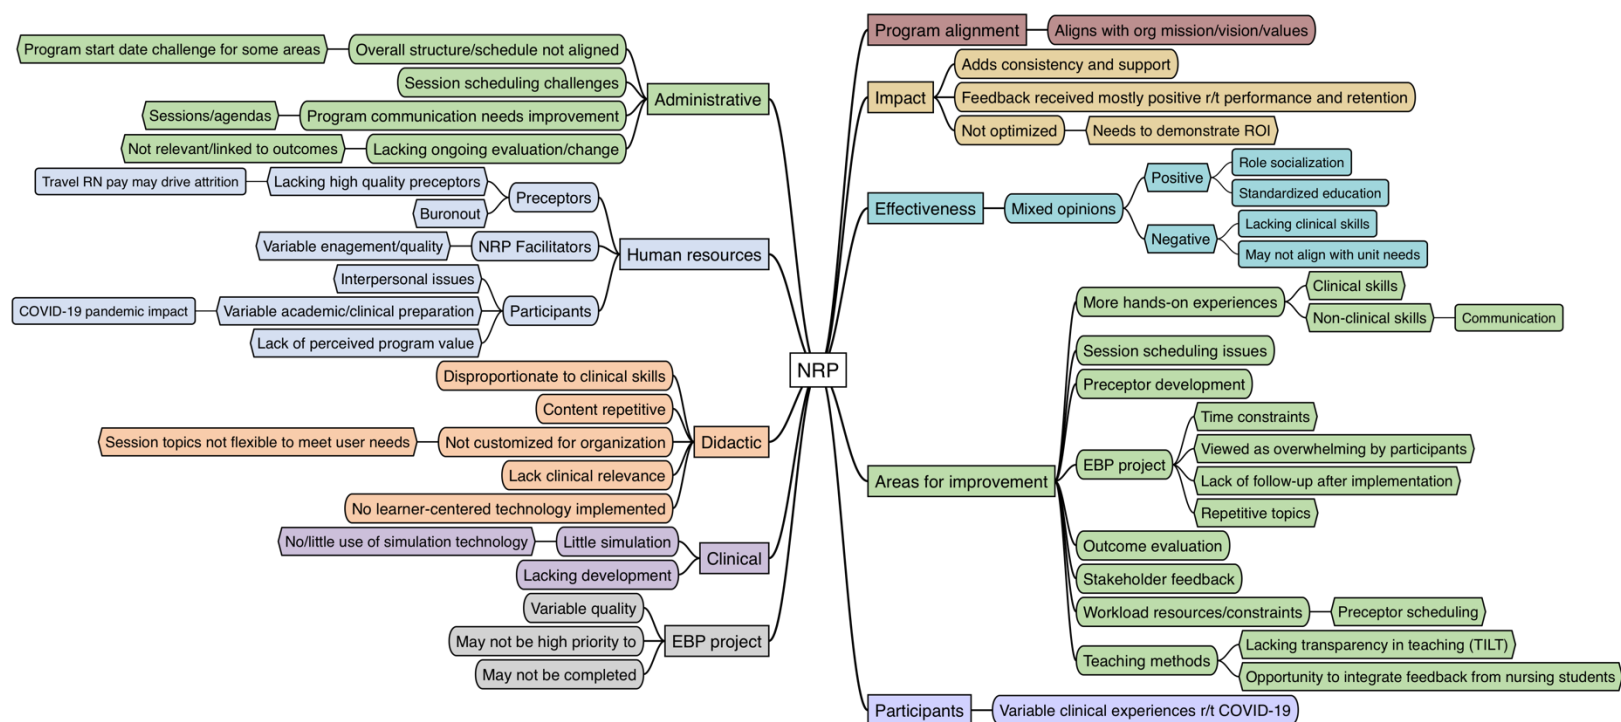 NRP
Administrative
Overall structure/schedule not aligned
Program start date challenge for some areas
Session scheduling challenges
Program communication needs improvement
Sessions/agendas
Lacking ongoing evaluation/change
Not relevant/linked to outcomes
Human resources
Preceptors
Lacking high quality preceptors
Travel RN pay may drive attrition
Buronout
NRP Facilitators
Variable enagement/quality
Participants
Interpersonal issues
Variable academic/clinical preparation
COVID-19 pandemic impact
Lack of perceived program value
Didactic
Disproportionate to clinical skills
Content repetitive
Not customized for organization
Session topics not flexible to meet user needs
Lack clinical relevance
No learner-centered technology implemented
Clinical
Little simulation
No/little use of simulation technology
Lacking development
EBP project
Variable quality
May not be high priority to
May not be completed
Program alignment
Aligns with org mission/vision/values
Impact
Adds consistency and support
Feedback received mostly positive r/t performance and retention
Not optimized
Needs to demonstrate ROI
Effectiveness
Mixed opinions
Positive
Role socialization
Standardized education
Negative
Lacking clinical skills
May not align with unit needs
Areas for improvement
More hands-on experiences
Clinical skills
Non-clinical skills
Communication
Session scheduling issues
Preceptor development
EBP project
Time constraints
Viewed as overwhelming by participants
Lack of follow-up after implementation
Repetitive topics
Outcome evaluation
Stakeholder feedback
Workload resources/constraints
Preceptor scheduling
Teaching methods
Lacking transparency in teaching (TILT)
Opportunity to integrate feedback from nursing students
Participants
Variable clinical experiences r/t COVID-19